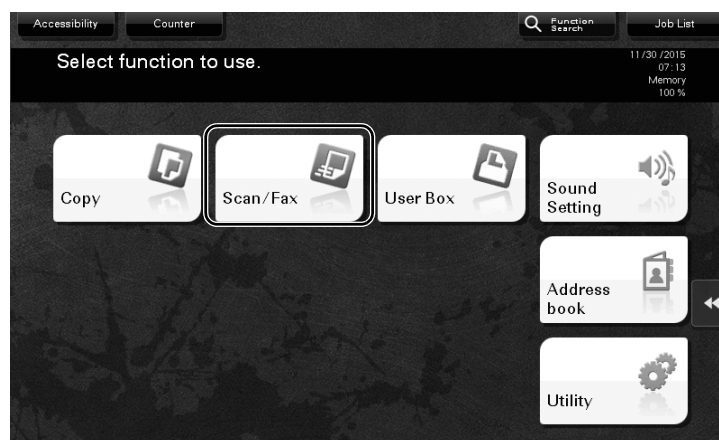 Accessibility
Counter
Function
Search
Job List
Select function to use.
11/30 /2015
07:13
Memory
100 %
Copy
Scan/Fax
User Box
Sound
Setting
Address
book
Utility